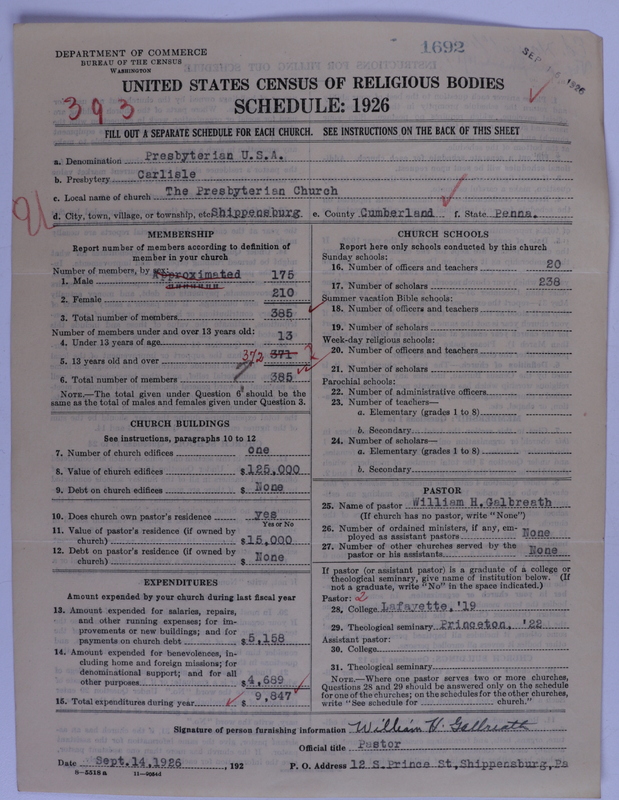 1692
DEPARTMENT OF COMMERCE
BUREAU OF THE CENSUS
WASHINGTON
SEP 1926
UNITED STATES CENSUS OF RELIGIOUS BODIES
393
SCHEDULE: 1926
FILL OUT A SEPARATE SCHEDULE FOR EACH CHURCH. SEE INSTRUCTIONS ON THE BACK OF THIS SHEET
a. Denomination Presbyterian U.S.A.
b. Presbytery Carlisle
c. Local name of church The Presbyterian Church
d. City, town, village, or township, etc. Shippensburg e. County Cumberland f. State Penna.
MEMBERSHIP
Report number of members according to definition of
member in your church
Number of members, by sex: Approximated
1. Male 175
2. Female 210
3. Total number of members 385
Number of members under and over 13 years old:
4. Under 13 years of age 13
5. 13 years old and over 372 371
6. Total number of members 385
NOTE.—The total given under Question 6 should be
same as the total of males and females given under Question 3.
CHURCH BUILDINGS
See instructions, paragraphs 10 to 12
7. Number of church edifices one
8. Value of church edifices $125,000
9. Debt on church edifices $ None
10. Does church own pastor's residence yes
Yes or No
11. Value of pastor's residence (if owned by
church) $15,000
12. Debt on pastor's residence (if owned by
church) $ None
EXPENDITURES
Amount expended by your church during last fiscal year
13. Amount expended for salaries, repairs,
and other running expenses; for im-
provements or new buildings; and for
payments on church debt $5,158
14. Amount expended for benevolences, in-
cluding home and foreign missions; for
denominational support; and for all
other purposes $4,689
15. Total expenditures during year $ 9,847
CHURCH SCHOOLS
Report here only schools conducted by this church
Sunday schools:
16. Number of officers and teachers 20
17. Number of scholars 238
Summer vacation Bible schools:
18. Number of officers and teachers
19. Number of scholars
Week-day religious schools:
20. Number of officers and teachers
21. Number of scholars
Parochial schools:
22. Number of administrative officers
23. Number of teachers—
a. Elementary (grades 1 to 8)
b. Secondary
24. Number of scholars—
a. Elementary (grades 1 to 8)
b. Secondary
PASTOR
25. Name of pastor William H. Galbreath
(If church has no pastor, write "None")
26. Number of ordained ministers, if any, em-
ployed as assistant pastors None
27. Number of other churches served by the
pastor or his assistants None
If pastor (or assistant pastor) is a graduate of a college or
theological seminary, give name of institution below. (If
not a graduate, write "No" in the space indicated.)
Pastor: 2
28. College Lafayette, '19
29. Theological seminary Princeton, '22
Assistant pastor:
30. College
31. Theological seminary
NOTE.—Where one pastor serves two or more churches,
Questions 28 and 29 should be answered only on the schedule
for one of the churches; on the schedules for the other churches,
write "See schedule for church."
Signature of person furnishing information William H. Galbreath
Official title Pastor
Date Sept.14,1926, 192 P. O. Address 12 S.Prince St,Shippensburg,Pa
8-5518 a 11-9084d